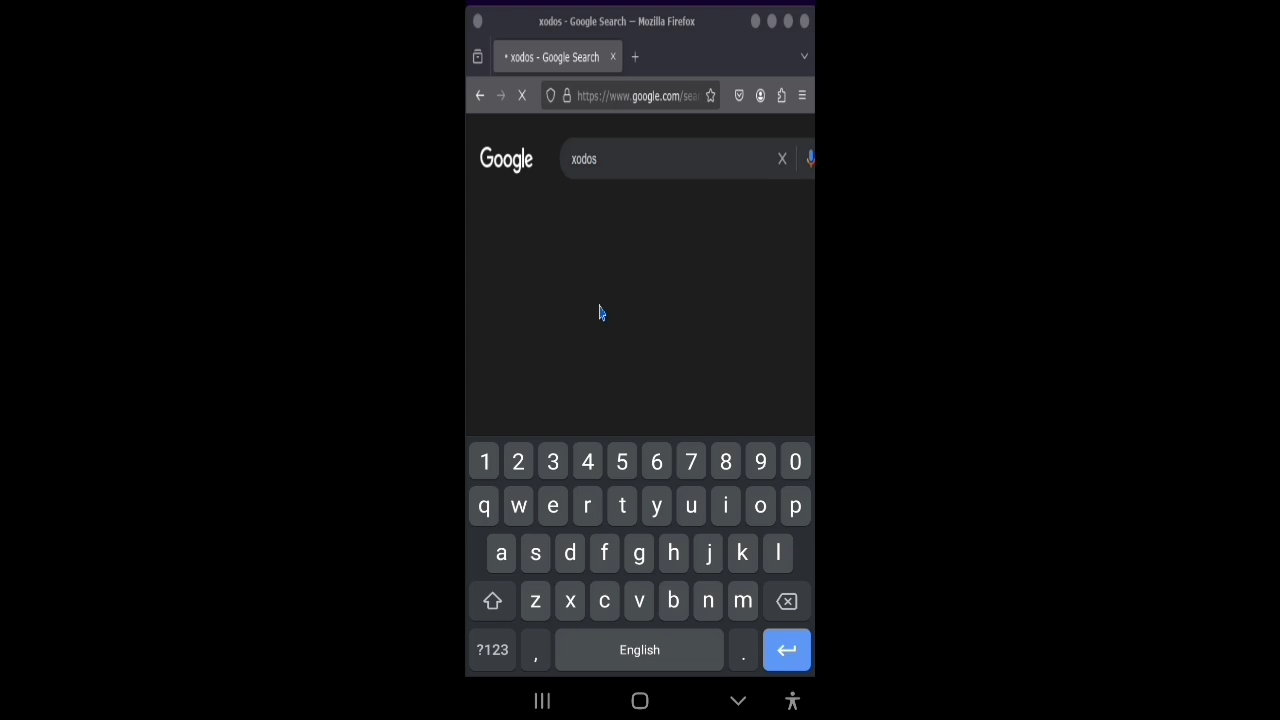 xodos - Google Search — Mozilla Firefox
xodos - Google Search
https://www.google.com/sea
Google
xodos
1 2 3 4 5 6 7 8 9 0
q w e r t y u i o p
a s d f g h j k l
z x c v b n m
?123 , English .